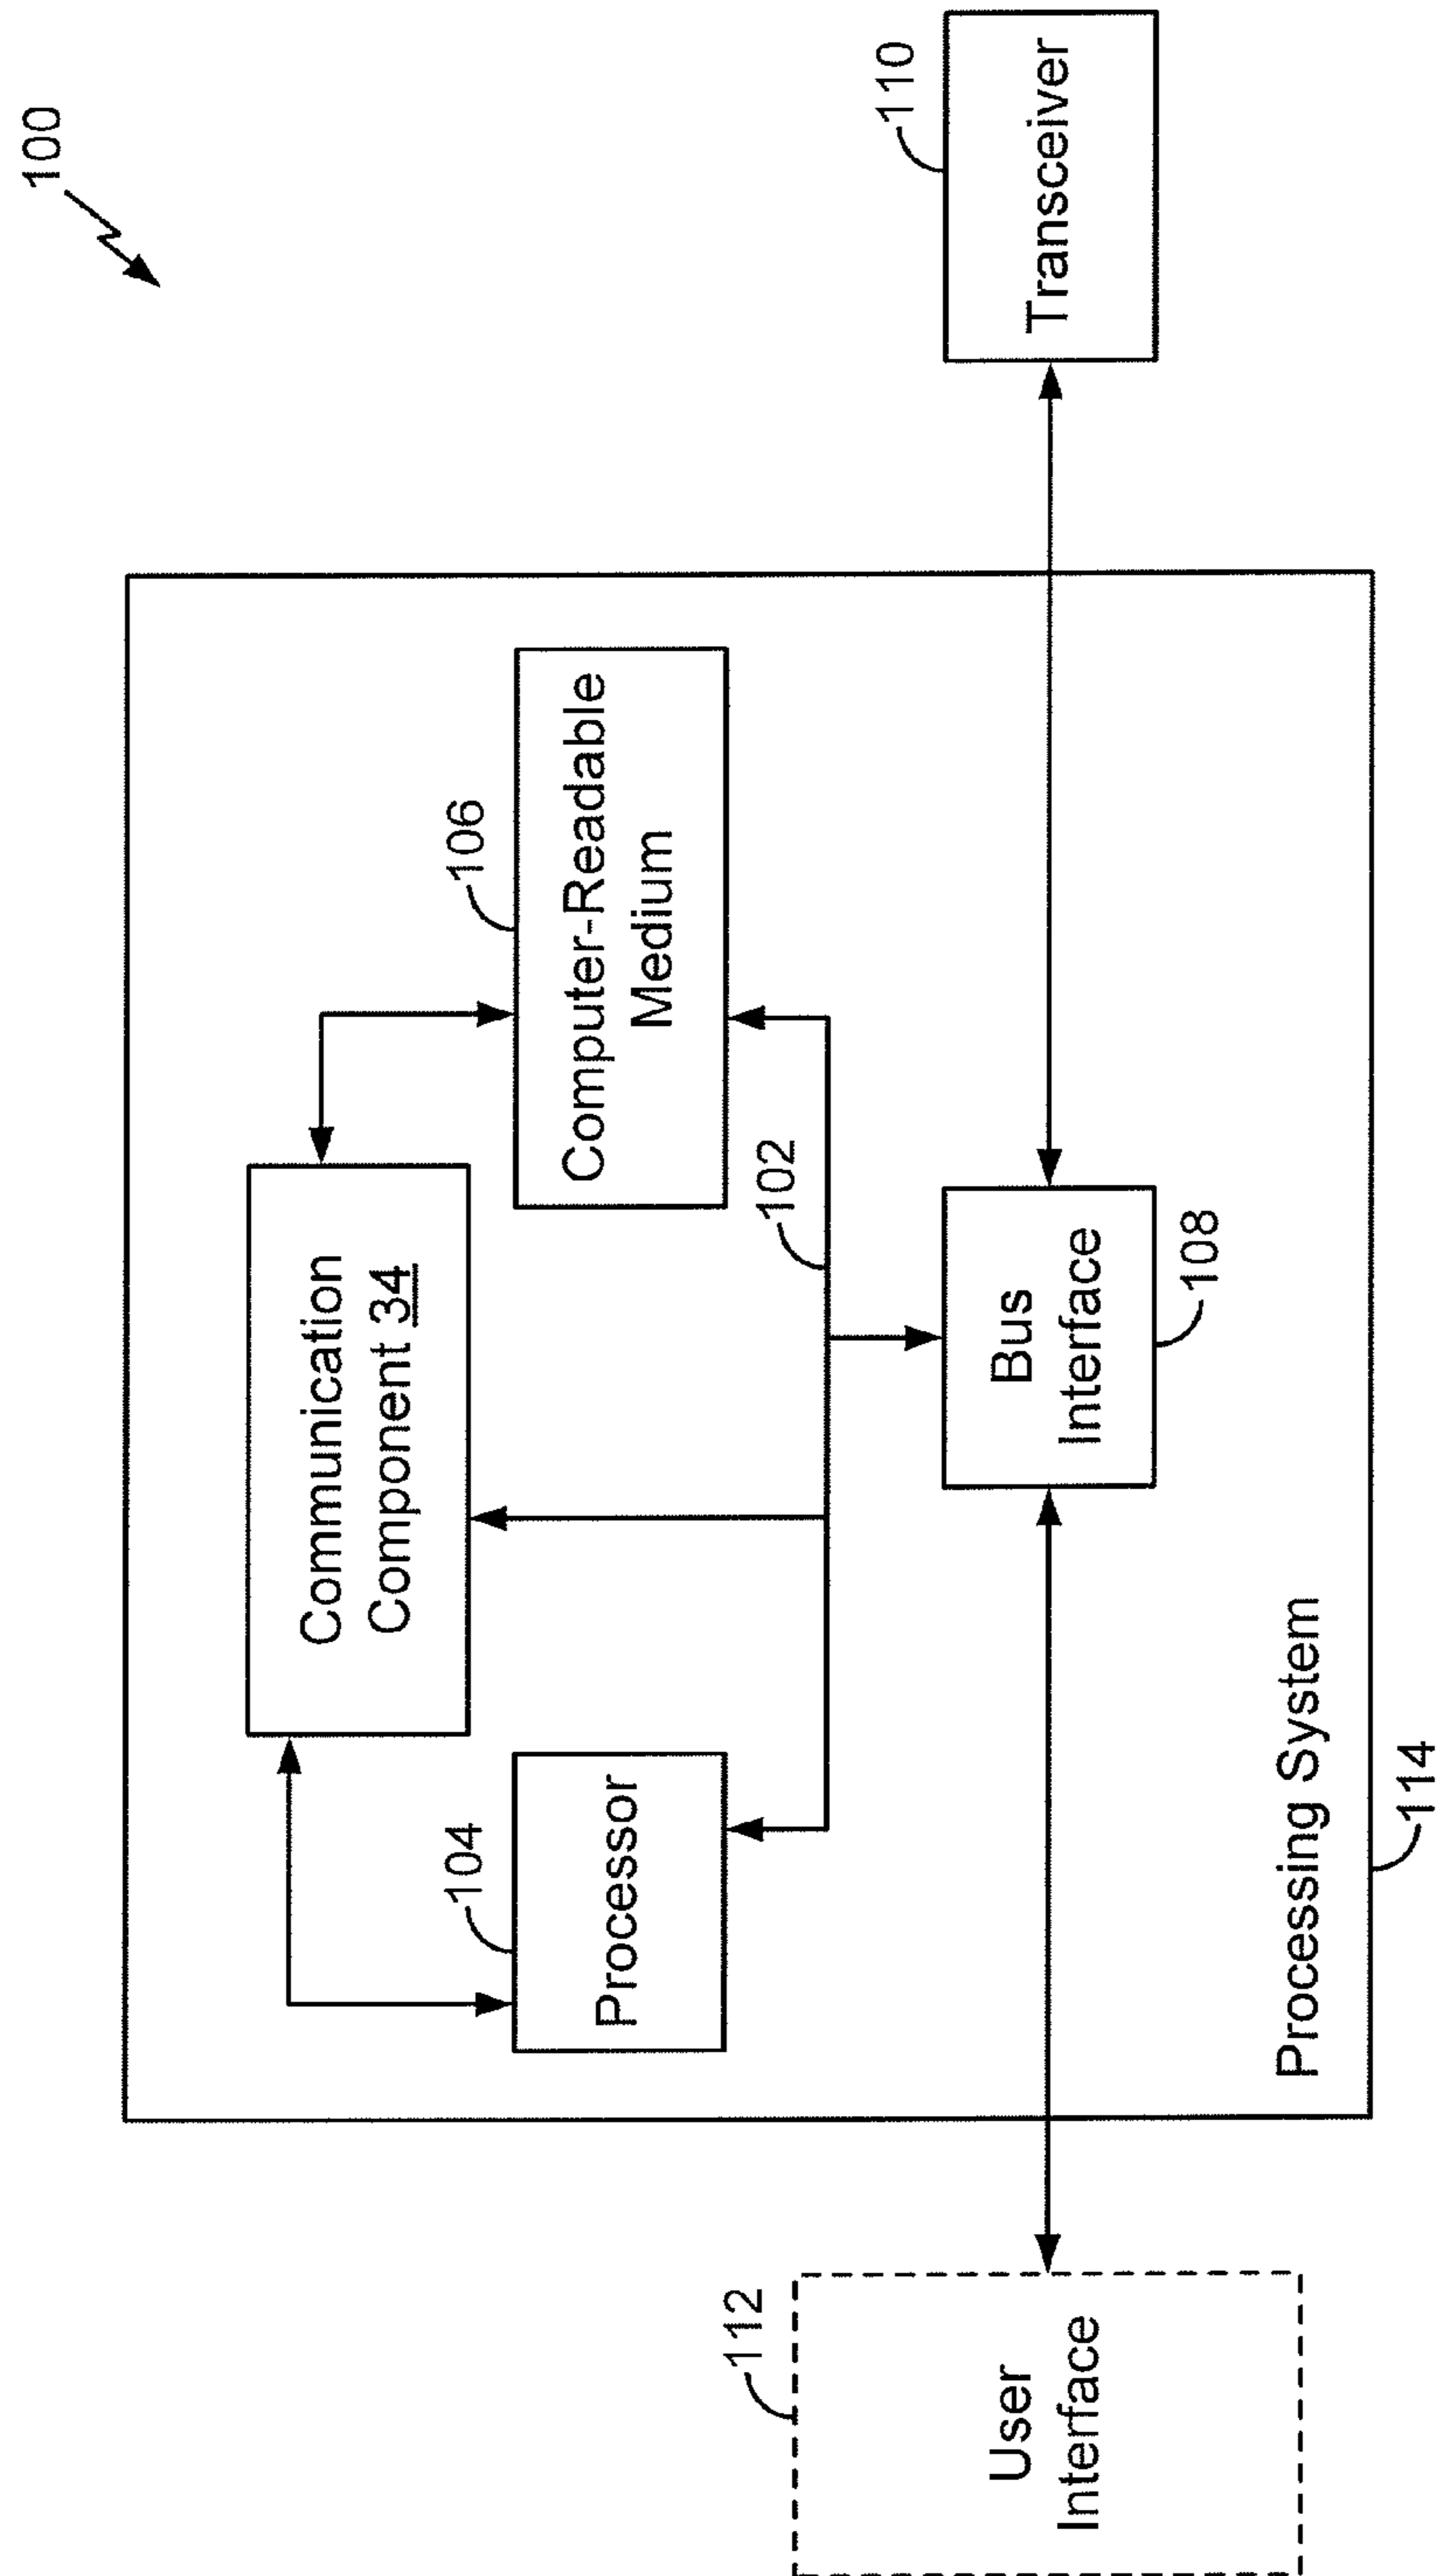 100
Communication
Component 34
104
106
Processor
Computer-Readable
Medium
102
112
110
User
Interface
Bus
Interface
Transceiver
108
Processing System
114